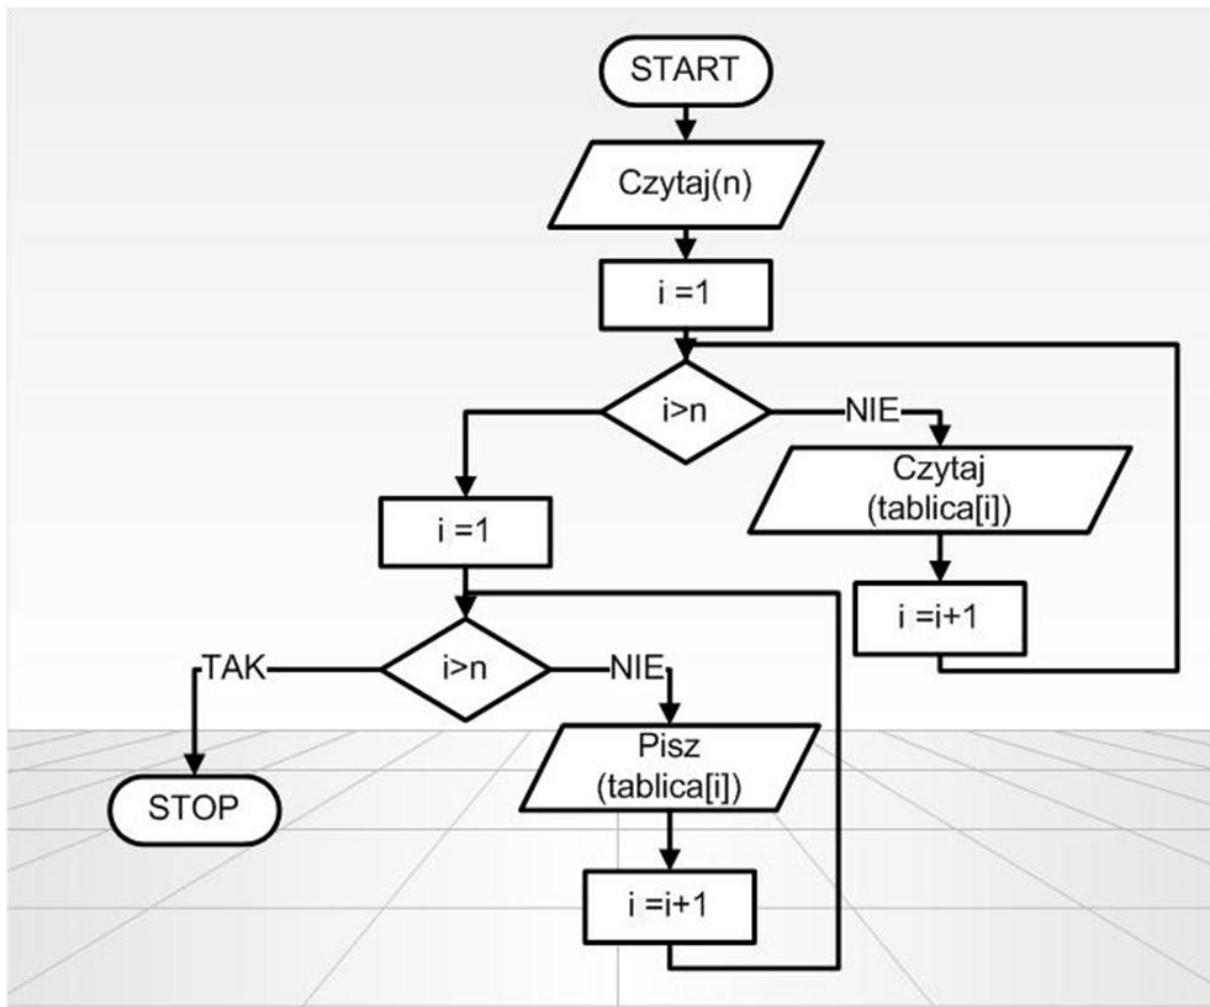 START
Czytaj(n)
i =1
i>n
NIE
Czytaj
(tablica[i])
i =1
i =i+1
TAK
i>n
NIE
Pisz
(tablica[i])
STOP
i =i+1